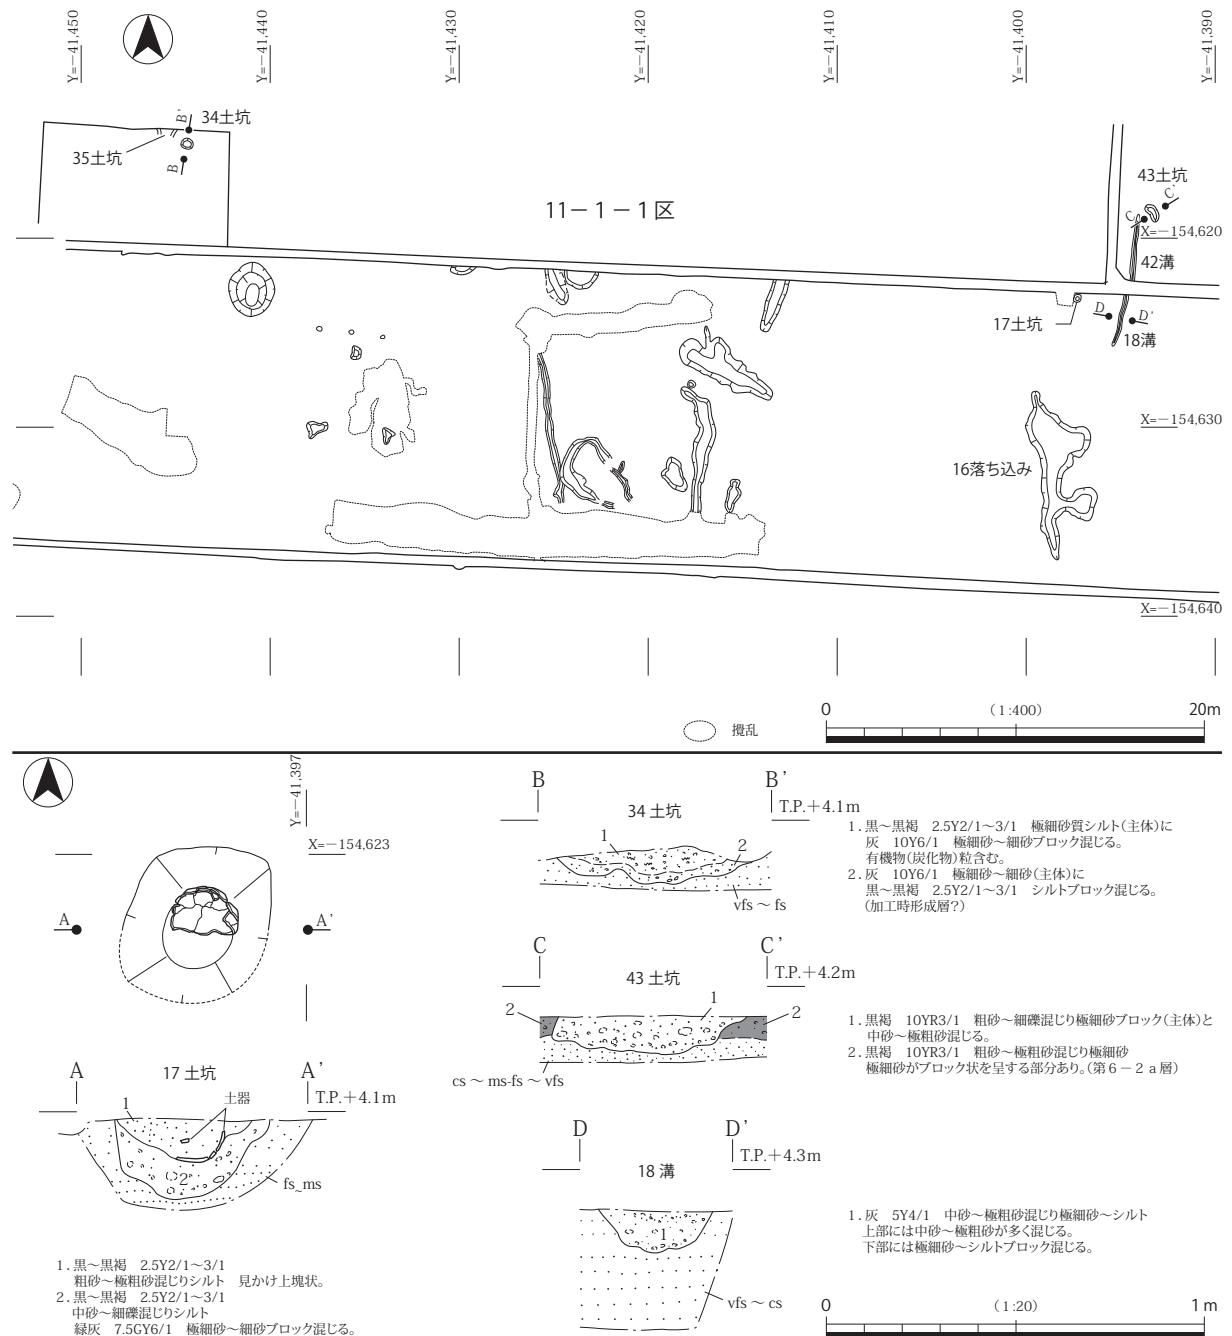 Y=−41,450
Y=−41,440
Y=−41,430
Y=−41,420
Y=−41,410
Y=−41,400
Y=−41,390
B'
34土坑
35土坑
B
43土坑
C'
C
11−1−1区
X=−154,620
42溝
D
D'
17土坑
18溝
X=−154,630
16落ち込み
X=−154,640
0
(1:400)
20m
攪乱
Y=−41,397
X=−154,623
A
A'
B
B'
34土坑
T.P.+4.1m
1
2
vfs～fs
1. 黒～黒褐 2.5Y2/1～3/1 極細砂質シルト(主体)に
灰 10Y6/1 極細砂～細砂ブロック混じる。
有機物(炭化物)粒含む。
2. 灰 10Y6/1 極細砂～細砂(主体)に
黒～黒褐 2.5Y2/1～3/1 シルトブロック混じる。
(加工時形成層?)
C
C'
43土坑
T.P.+4.2m
2
1
2
cs～ms-fs～vfs
1. 黒褐 10YR3/1 粗砂～細礫混じり極細砂ブロック(主体)と
中砂～極粗砂混じる。
2. 黒褐 10YR3/1 粗砂～極粗砂混じり極細砂
極細砂がブロック状を呈する部分あり。(第6−2a層)
A
17土坑
A'
T.P.+4.1m
1
土器
2
fs~ms
1. 黒～黒褐 2.5Y2/1～3/1
粗砂～極粗砂混じりシルト 見かけ上塊状。
2. 黒～黒褐 2.5Y2/1～3/1
中砂～細礫混じりシルト
緑灰 7.5GY6/1 極細砂～細砂ブロック混じる。
D
D'
18溝
T.P.+4.3m
1
vfs～cs
1. 灰 5Y4/1 中砂～極粗砂混じり極細砂～シルト
上部には中砂～極粗砂が多く混じる。
下部には極細砂～シルトブロック混じる。
0
(1:20)
1m